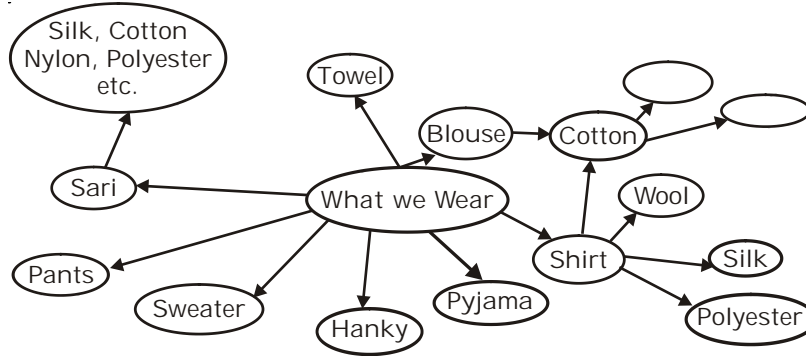 Silk, Cotton
Nylon, Polyester
etc.
Towel
Blouse
Cotton
Sari
What we Wear
Wool
Shirt
Silk
Pants
Sweater
Hanky
Pyjama
Polyester